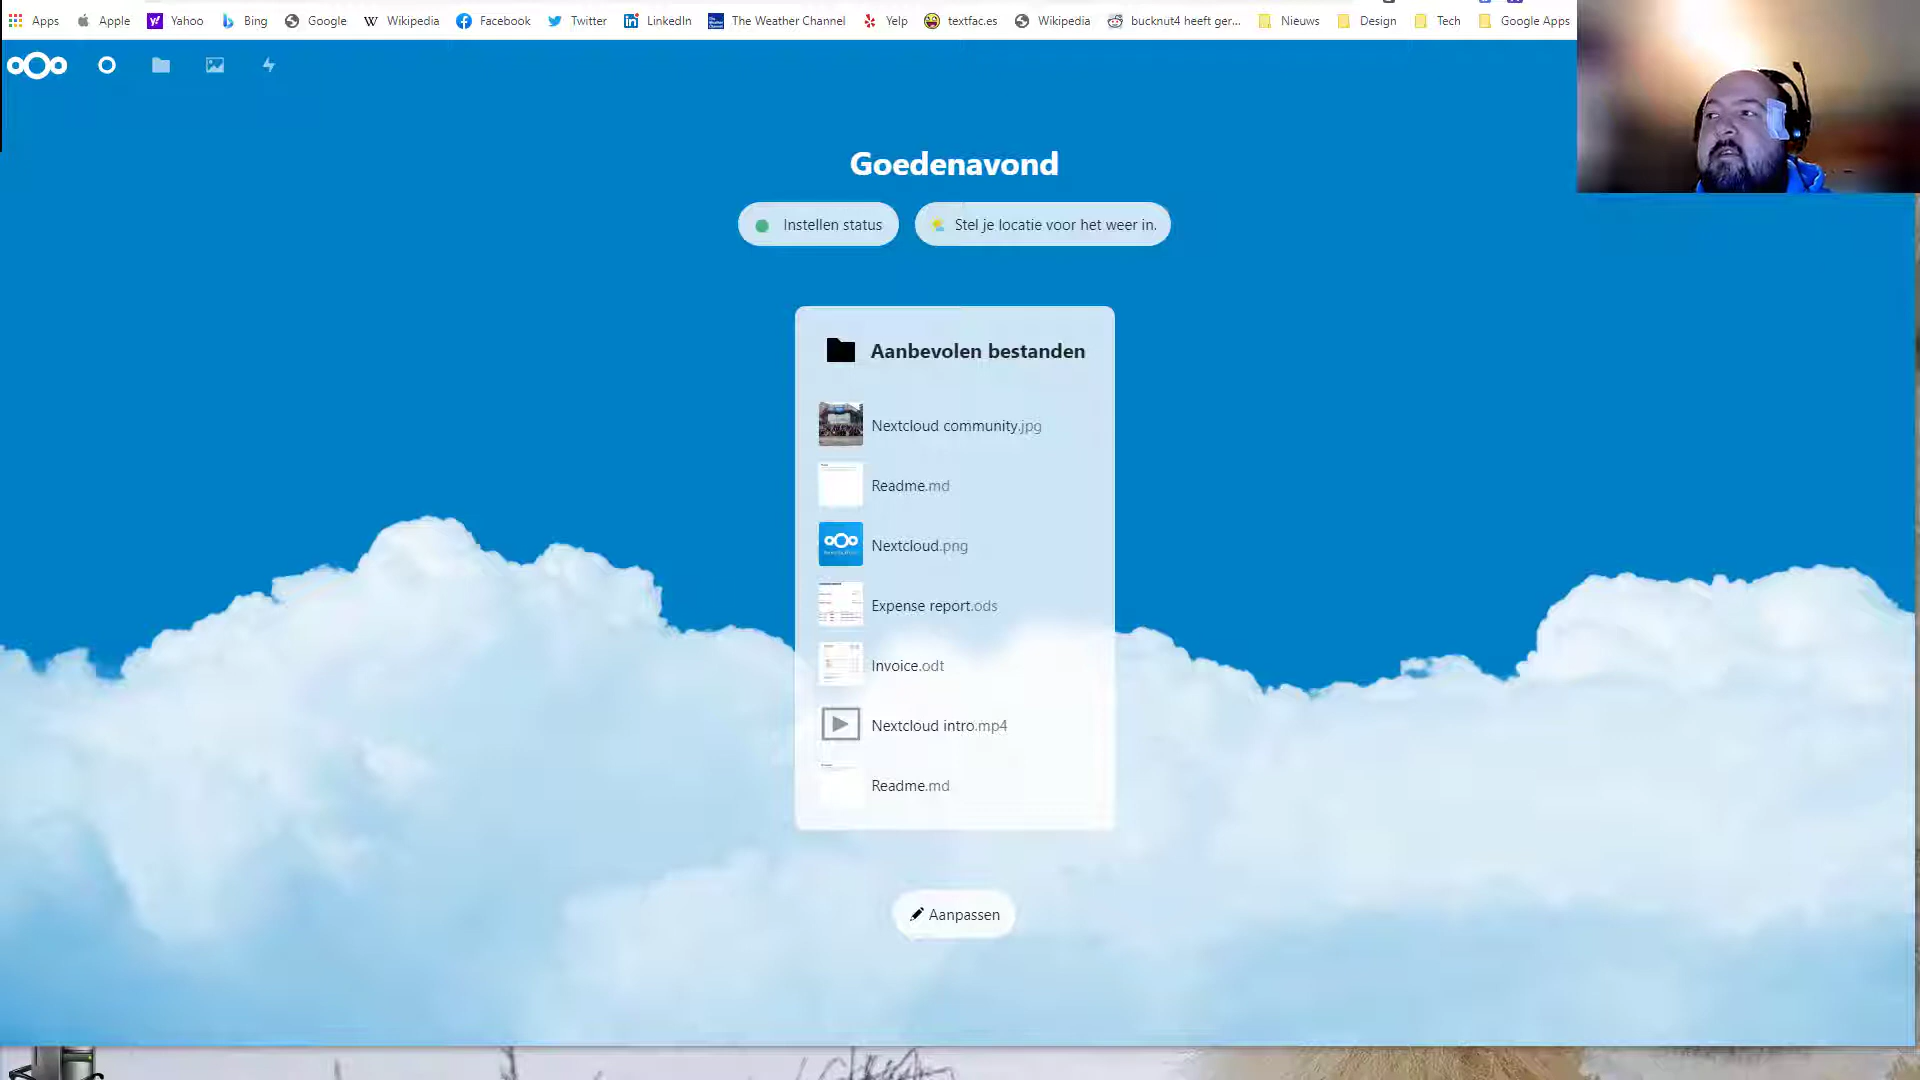 Apps Apple Yahoo Bing Google Wikipedia Facebook Twitter LinkedIn The Weather Channel Yelp textfac.es Wikipedia bucknut4 heeft ger... Nieuws Design Tech Google Apps
Goedenavond
Instellen status
Stel je locatie voor het weer in.
Aanbevolen bestanden
Nextcloud community.jpg
Readme.md
Nextcloud.png
Expense report.ods
Invoice.odt
Nextcloud intro.mp4
Readme.md
Aanpassen